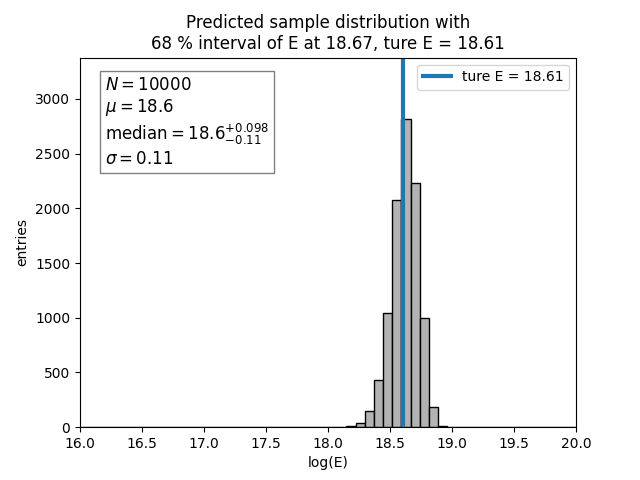 Predicted sample distribution with
68 % interval of E at 18.67, ture E = 18.61
N = 10000
μ = 18.6
median = 18.6 +0.098 −0.11
σ = 0.11
ture E = 18.61
entries
3000
2500
2000
1500
1000
500
0
16.0 16.5 17.0 17.5 18.0 18.5 19.0 19.5 20.0
log(E)